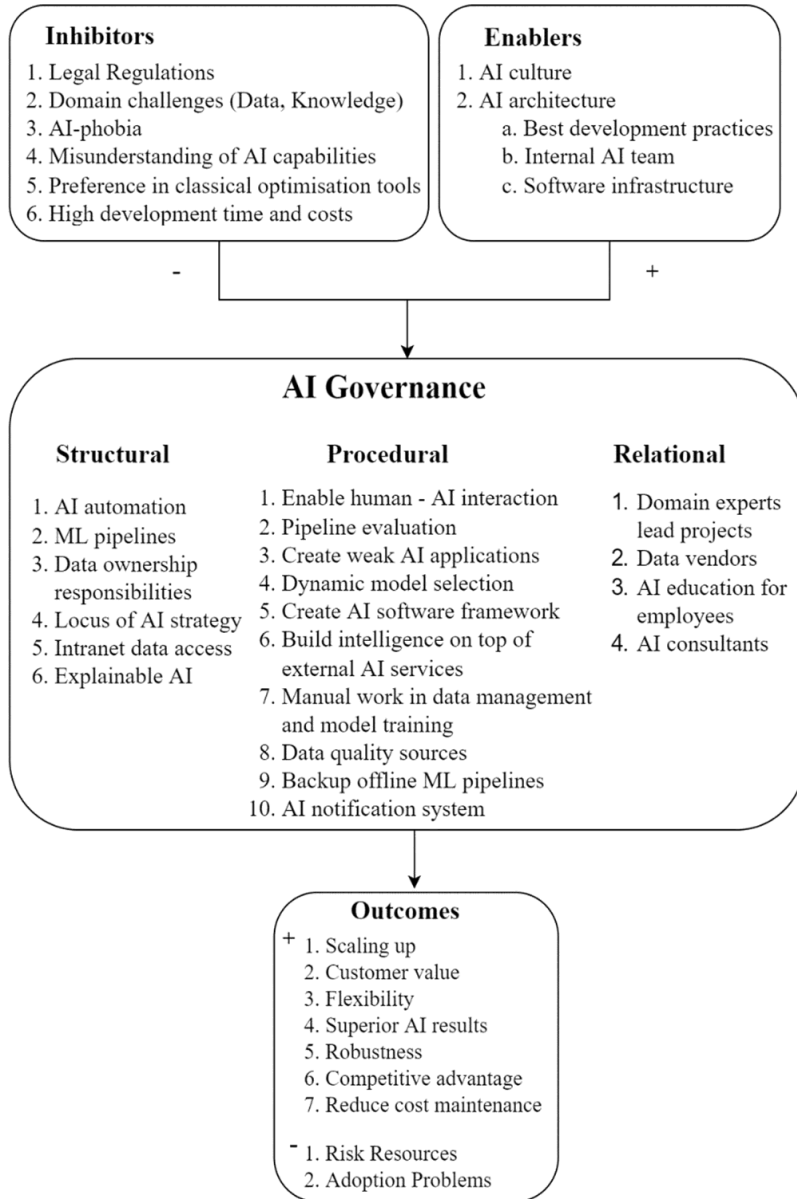 Inhibitors
1. Legal Regulations
2. Domain challenges (Data, Knowledge)
3. AI-phobia
4. Misunderstanding of AI capabilities
5. Preference in classical optimisation tools
6. High development time and costs
Enablers
1. AI culture
2. AI architecture
a. Best development practices
b. Internal AI team
c. Software infrastructure
-
+
AI Governance
Structural
1. AI automation
2. ML pipelines
3. Data ownership
responsibilities
4. Locus of AI strategy
5. Intranet data access
6. Explainable AI
Procedural
1. Enable human - AI interaction
2. Pipeline evaluation
3. Create weak AI applications
4. Dynamic model selection
5. Create AI software framework
6. Build intelligence on top of
external AI services
7. Manual work in data management
and model training
8. Data quality sources
9. Backup offline ML pipelines
10. AI notification system
Relational
1. Domain experts
lead projects
2. Data vendors
3. AI education for
employees
4. AI consultants
Outcomes
+ 1. Scaling up
2. Customer value
3. Flexibility
4. Superior AI results
5. Robustness
6. Competitive advantage
7. Reduce cost maintenance
- 1. Risk Resources
2. Adoption Problems